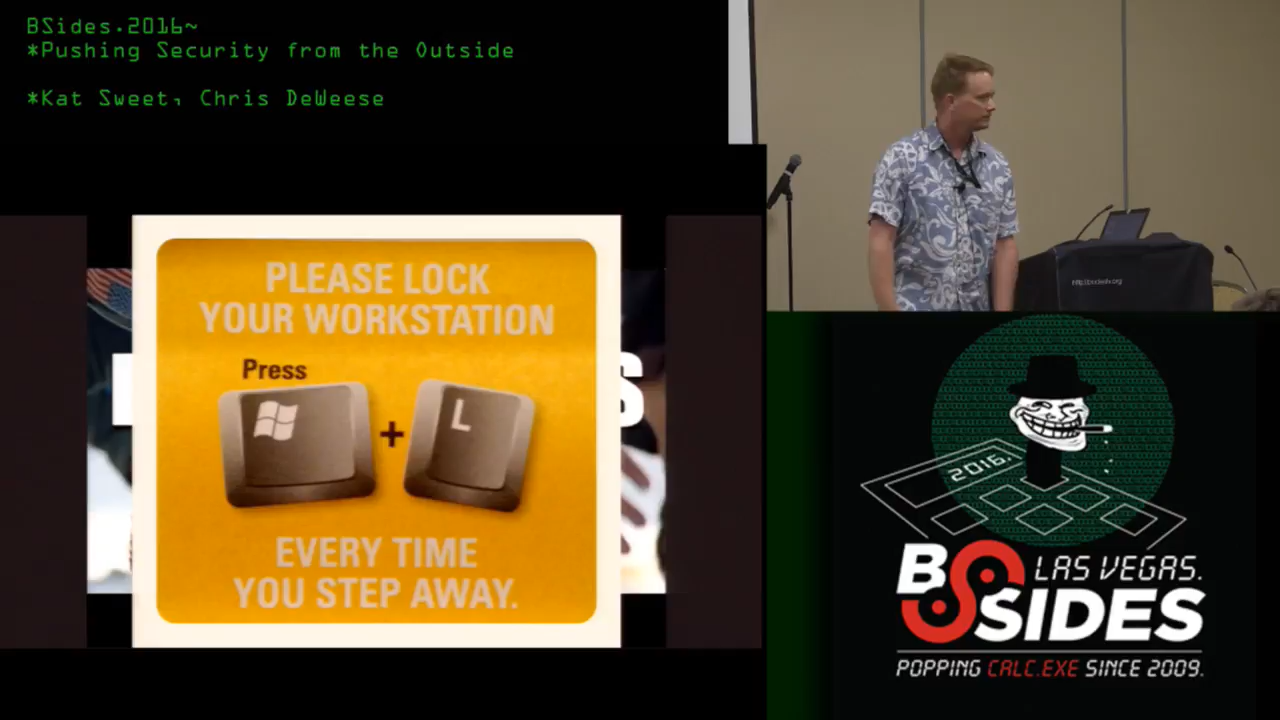 BSides.2016~
*Pushing Security from the Outside
*Kat Sweet, Chris DeWeese
PLEASE LOCK
YOUR WORKSTATION
Press
L
+
EVERY TIME
YOU STEP AWAY.
2016.
BSIDES
LAS VEGAS.
POPPING CALC.EXE SINCE 2009.